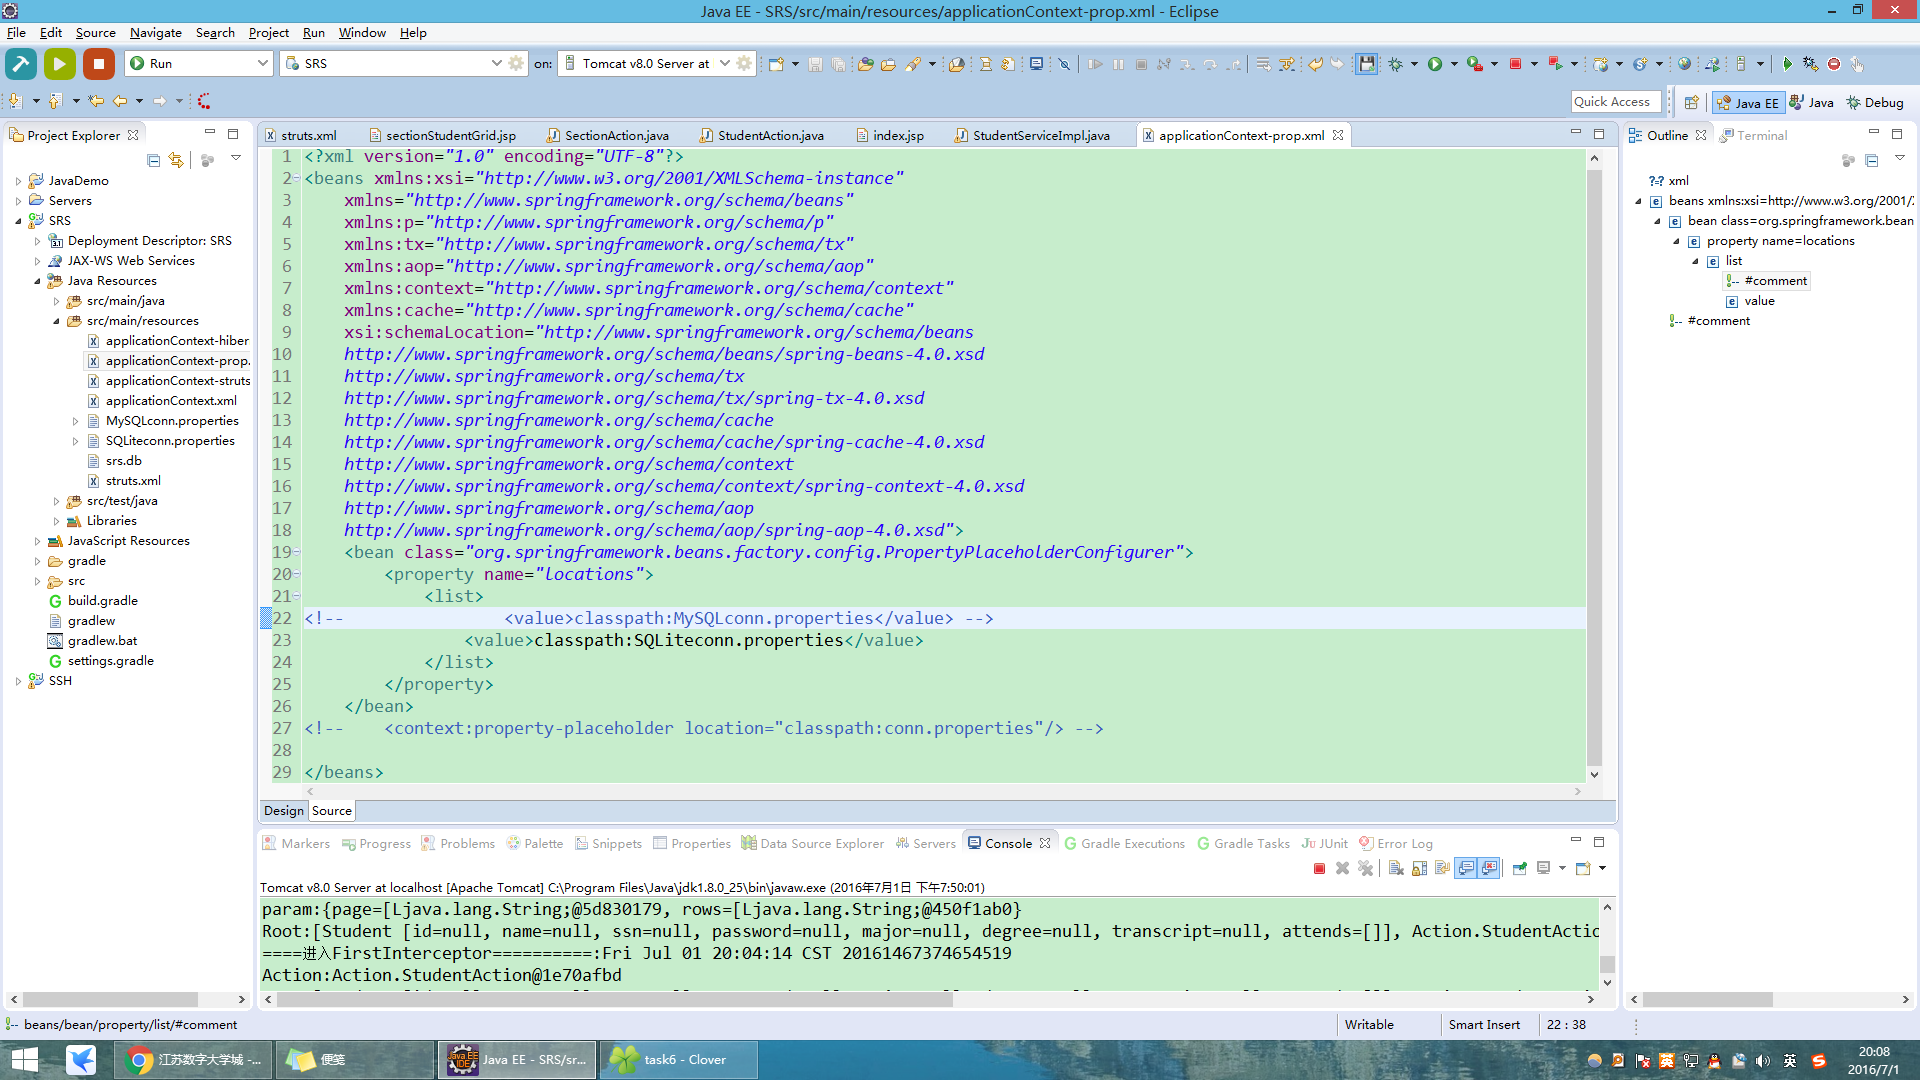 Java EE - SRS/src/main/resources/applicationContext-prop.xml - Eclipse
File Edit Source Navigate Search Project Run Window Help
Run SRS on: Tomcat v8.0 Server at
Quick Access Java EE Java Debug
Project Explorer
JavaDemo
Servers
SRS
Deployment Descriptor: SRS
JAX-WS Web Services
Java Resources
src/main/java
src/main/resources
applicationContext-hiber
applicationContext-prop.
applicationContext-struts
applicationContext.xml
MySQLconn.properties
SQLiteconn.properties
srs.db
struts.xml
src/test/java
Libraries
JavaScript Resources
gradle
src
build.gradle
gradlew
gradlew.bat
settings.gradle
SSH
struts.xml sectionStudentGrid.jsp SectionAction.java StudentAction.java index.jsp StudentServiceImpl.java applicationContext-prop.xml
1 <?xml version="1.0" encoding="UTF-8"?>
2 <beans xmlns:xsi="http://www.w3.org/2001/XMLSchema-instance"
3 xmlns="http://www.springframework.org/schema/beans"
4 xmlns:p="http://www.springframework.org/schema/p"
5 xmlns:tx="http://www.springframework.org/schema/tx"
6 xmlns:aop="http://www.springframework.org/schema/aop"
7 xmlns:context="http://www.springframework.org/schema/context"
8 xmlns:cache="http://www.springframework.org/schema/cache"
9 xsi:schemaLocation="http://www.springframework.org/schema/beans
10 http://www.springframework.org/schema/beans/spring-beans-4.0.xsd
11 http://www.springframework.org/schema/tx
12 http://www.springframework.org/schema/tx/spring-tx-4.0.xsd
13 http://www.springframework.org/schema/cache
14 http://www.springframework.org/schema/cache/spring-cache-4.0.xsd
15 http://www.springframework.org/schema/context
16 http://www.springframework.org/schema/context/spring-context-4.0.xsd
17 http://www.springframework.org/schema/aop
18 http://www.springframework.org/schema/aop/spring-aop-4.0.xsd">
19 <bean class="org.springframework.beans.factory.config.PropertyPlaceholderConfigurer">
20 <property name="locations">
21 <list>
22 <!-- <value>classpath:MySQLconn.properties</value> -->
23 <value>classpath:SQLiteconn.properties</value>
24 </list>
25 </property>
26 </bean>
27 <!-- <context:property-placeholder location="classpath:conn.properties"/> -->
28
29 </beans>
Design Source
Outline Terminal
xml
beans xmlns:xsi=http://www.w3.org/2001/
bean class=org.springframework.bean
property name=locations
list
#comment
value
#comment
Markers Progress Problems Palette Snippets Properties Data Source Explorer Servers Console Gradle Executions Gradle Tasks JUnit Error Log
Tomcat v8.0 Server at localhost [Apache Tomcat] C:\Program Files\Java\jdk1.8.0_25\bin\javaw.exe (2016年7月1日 下午7:50:01)
param:{page=[Ljava.lang.String;@5d830179, rows=[Ljava.lang.String;@450f1ab0}
Root:[Student [id=null, name=null, ssn=null, password=null, major=null, degree=null, transcript=null, attends=[]], Action.StudentActio
====进入FirstInterceptor==========:Fri Jul 01 20:04:14 CST 20161467374654519
Action:Action.StudentAction@1e70afbd
beans/bean/property/list/#comment Writable Smart Insert 22 : 38
江苏数字大学城 -... 便笺 Java EE - SRS/sr... task6 - Clover 英 20:08
2016/7/1